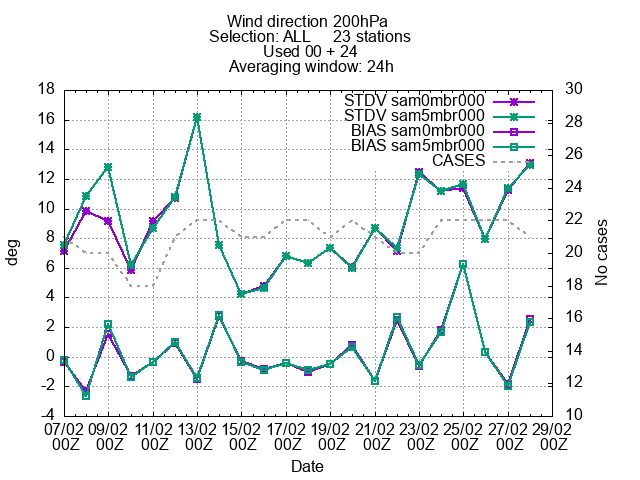 Wind direction 200hPa
Selection: ALL 23 stations
Used 00 + 24
Averaging window: 24h
STDV sam0mbr000
STDV sam5mbr000
BIAS sam0mbr000
BIAS sam5mbr000
CASES
18
16
14
12
10
8
6
4
2
0
-2
-4
deg
30
28
26
24
22
20
18
16
14
12
10
No cases
07/02 09/02 11/02 13/02 15/02 17/02 19/02 21/02 23/02 25/02 27/02 29/02
00Z 00Z 00Z 00Z 00Z 00Z 00Z 00Z 00Z 00Z 00Z 00Z
Date